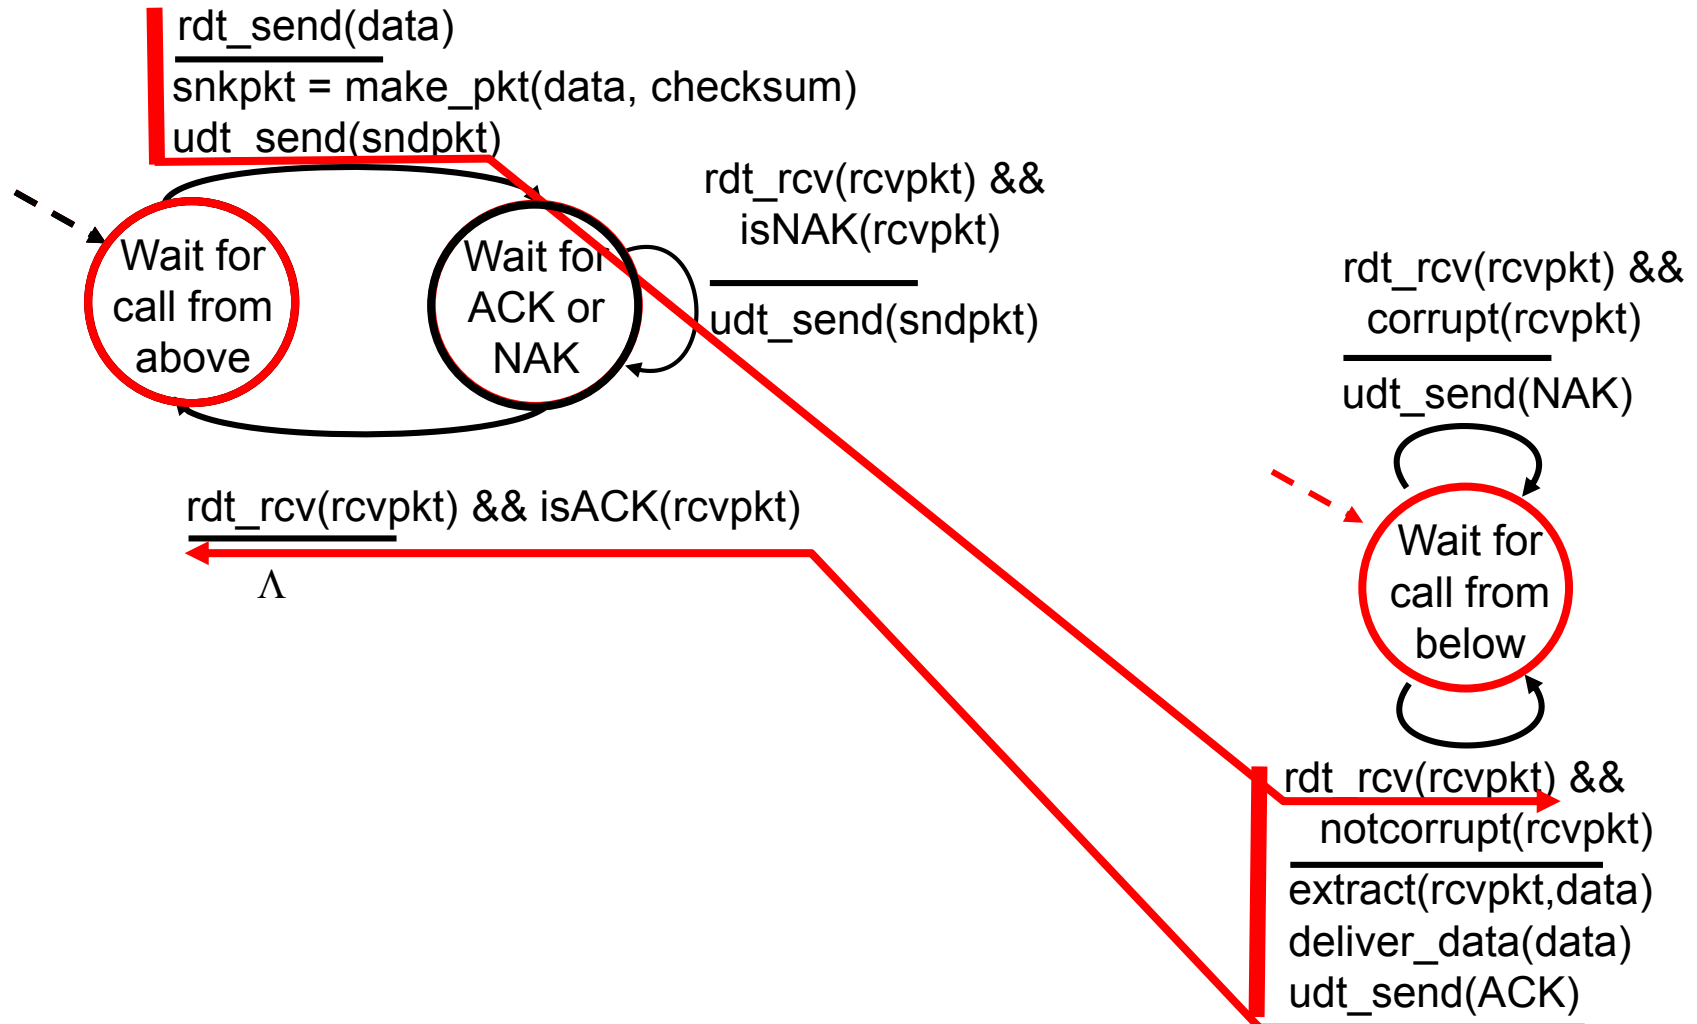 rdt_send(data)
snkpkt = make_pkt(data, checksum)
udt_send(sndpkt)
rdt_rcv(rcvpkt) &&
isNAK(rcvpkt)
udt_send(sndpkt)
Wait for
call from
above
Wait for
ACK or
NAK
rdt_rcv(rcvpkt) && isACK(rcvpkt)
Λ
rdt_rcv(rcvpkt) &&
corrupt(rcvpkt)
udt_send(NAK)
Wait for
call from
below
rdt_rcv(rcvpkt) &&
notcorrupt(rcvpkt)
extract(rcvpkt,data)
deliver_data(data)
udt_send(ACK)